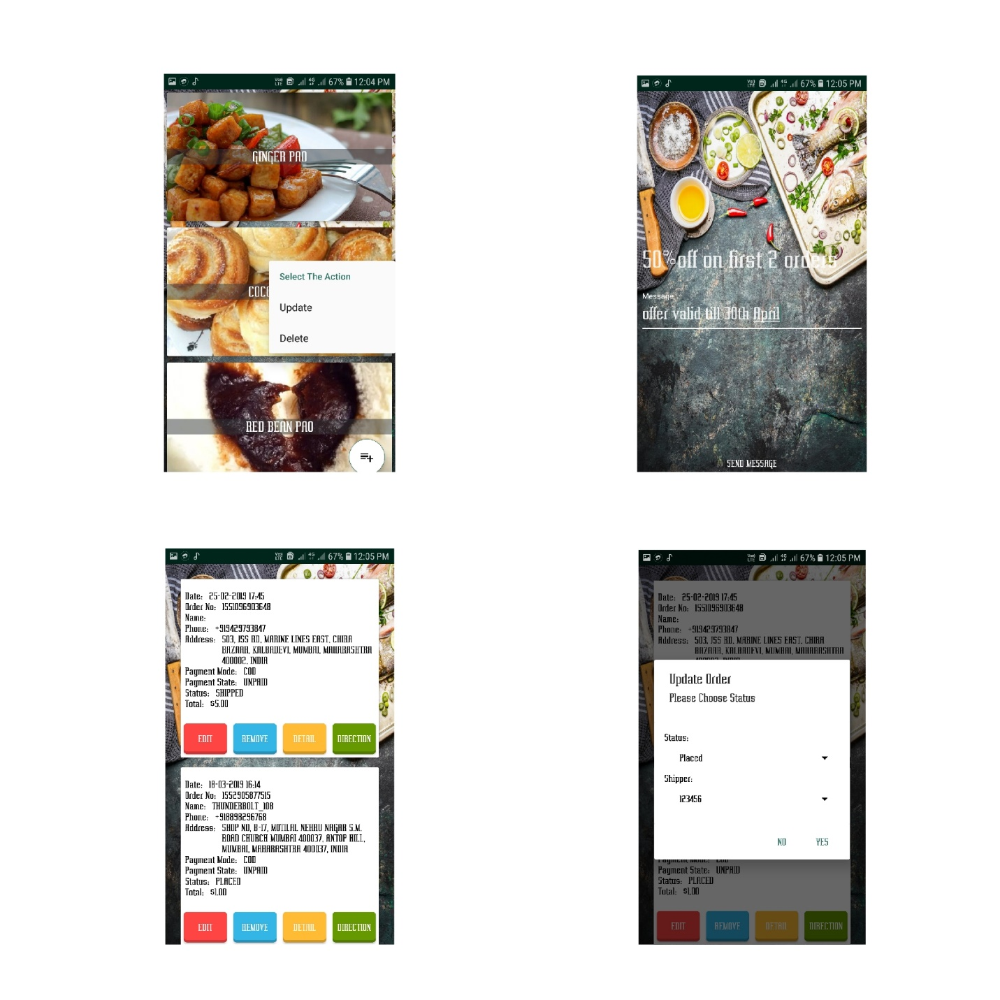 67% 12:04 PM
GINGER PAO
COCO
Select The Action
Update
Delete
RED BEAN PAO
67% 12:05 PM
50%off on first 2 orders
Message
offer valid till 30th April
SEND MESSAGE
67% 12:05 PM
Date: 25-02-2019 17:45
Order No: 1551096903648
Name:
Phone: +919429793847
Address: 503, JSS RD, MARINE LINES EAST, CHIRA
BAZAAR, KALBADEVI, MUMBAI, MAHARASHTRA
400002, INDIA
Payment Mode: COD
Payment State: UNPAID
Status: SHIPPED
Total: $5.00
EDIT REMOVE DETAIL DIRECTION
Date: 18-03-2019 16:14
Order No: 1552905877515
Name: THUNDERBOLT_108
Phone: +918898296768
Address: SHOP NO, B-17, MOTILAL NEHRU NAGAR S.M.
ROAD CHURCH MUMBAI 400037, ANTOP HILL,
MUMBAI, MAHARASHTRA 400037, INDIA
Payment Mode: COD
Payment State: UNPAID
Status: PLACED
Total: $1.00
EDIT REMOVE DETAIL DIRECTION
67% 12:05 PM
Date: 25-02-2019 17:45
Order No: 1551096903648
Name:
Phone: +919429793847
Address: 503, JSS RD, MARINE LINES EAST, CHIRA
BAZAAR, KALBADEVI, MUMBAI, MAHARASHTRA
400002, INDIA
Update Order
Please Choose Status
Status:
Placed
Shipper:
123456
NO YES
Payment Mode: COD
Payment State: UNPAID
Status: PLACED
Total: $1.00
EDIT REMOVE DETAIL DIRECTION